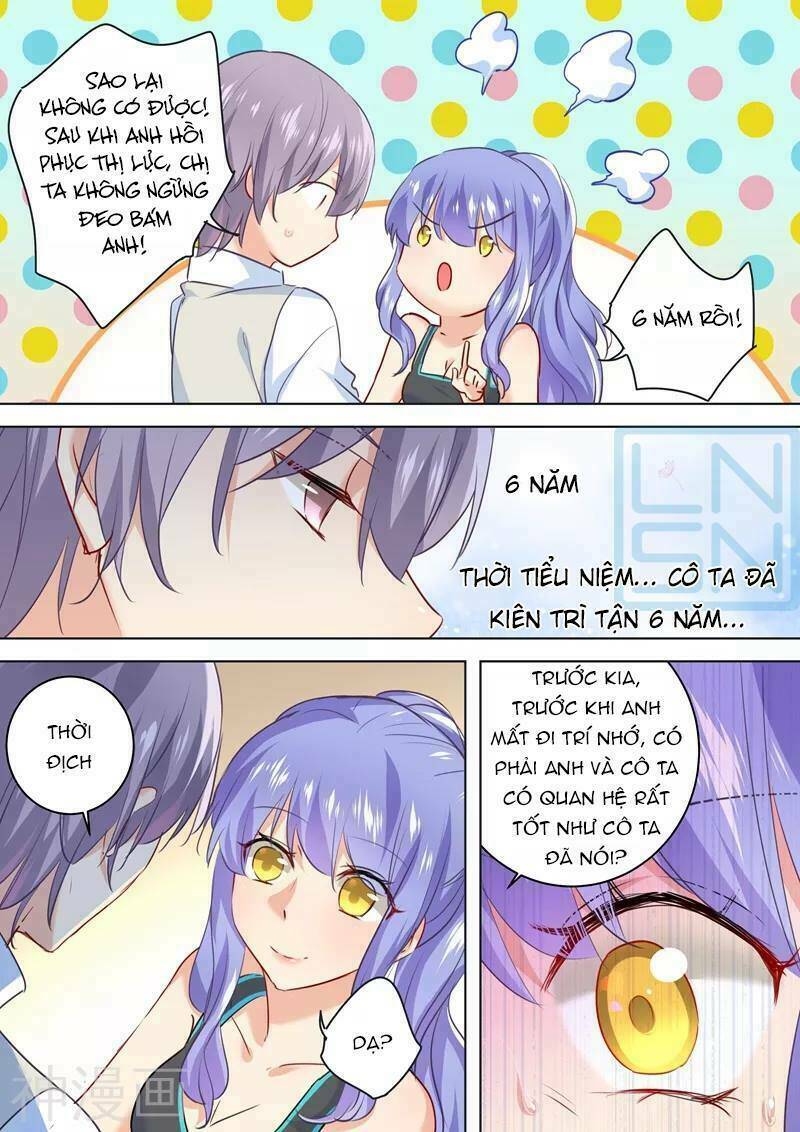 SAO LẠI
KHÔNG CÓ ĐƯỢC!
SAU KHI ANH HỒI
PHỤC THỊ LỰC, CHỊ
TA KHÔNG NGỪNG
ĐEO BÁM
ANH!
6 NĂM RỒI!
6 NĂM
THỜI TIỂU NIỆM... CÔ TA ĐÃ
KIÊN TRÌ TẬN 6 NĂM...
LN
SN
THỜI
ĐỊCH
DẠ?
TRƯỚC KIA,
TRƯỚC KHI ANH
MẤT ĐI TRÍ NHỚ, CÓ
PHẢI ANH VÀ CÔ TA
CÓ QUAN HỆ RẤT
TỐT NHƯ CÔ TA
ĐÃ NÓI?
神漫画